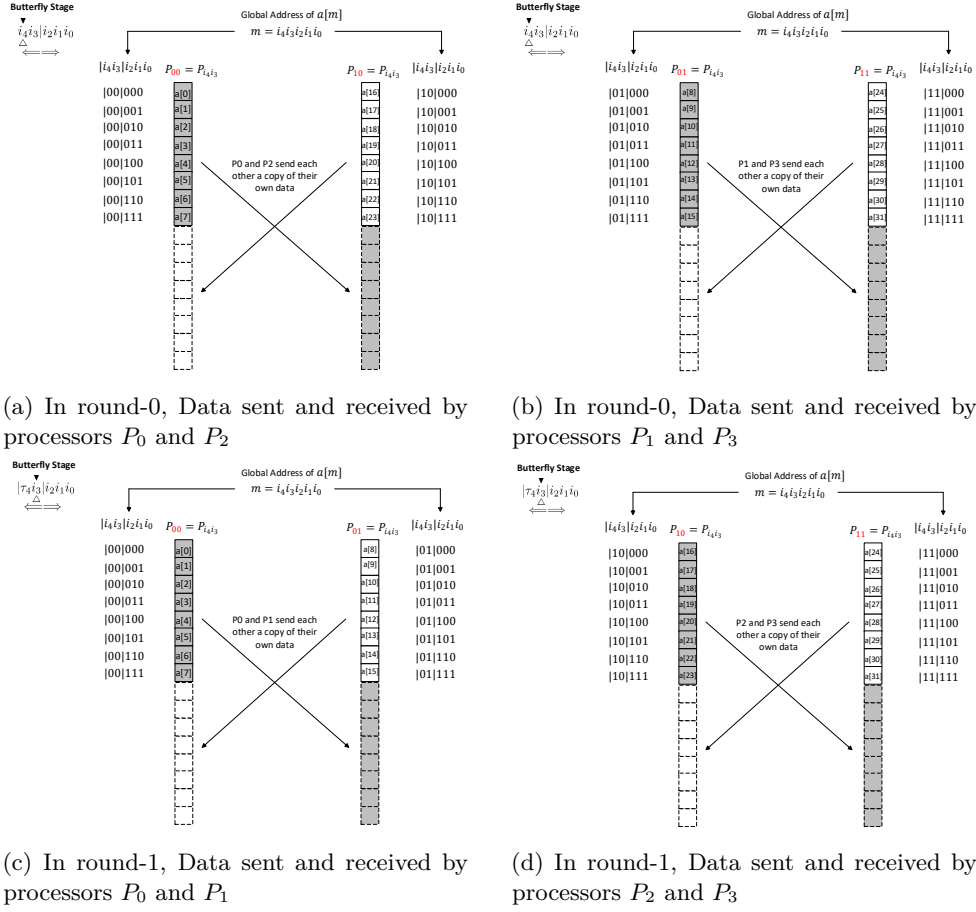 Butterfly Stage
▼
i₄i₃|i₂i₁i₀
△
⇐⇒
Global Address of a[m]
m = i₄i₃i₂i₁i₀
|i₄i₃|i₂i₁i₀ P₀₀ = P_{i₄i₃} P₁₀ = P_{i₄i₃} |i₄i₃|i₂i₁i₀
|00|000 a[0] a[16] |10|000
|00|001 a[1] a[17] |10|001
|00|010 a[2] a[18] |10|010
|00|011 a[3] a[19] |10|011
|00|100 a[4] a[20] |10|100
|00|101 a[5] a[21] |10|101
|00|110 a[6] a[22] |10|110
|00|111 a[7] a[23] |10|111
P0 and P2 send each
other a copy of their
own data
(a) In round-0, Data sent and received by
processors P₀ and P₂
Butterfly Stage
▼
i₄i₃|i₂i₁i₀
△
⇐⇒
Global Address of a[m]
m = i₄i₃i₂i₁i₀
|i₄i₃|i₂i₁i₀ P₀₁ = P_{i₄i₃} P₁₁ = P_{i₄i₃} |i₄i₃|i₂i₁i₀
|01|000 a[8] a[24] |11|000
|01|001 a[9] a[25] |11|001
|01|010 a[10] a[26] |11|010
|01|011 a[11] a[27] |11|011
|01|100 a[12] a[28] |11|100
|01|101 a[13] a[29] |11|101
|01|110 a[14] a[30] |11|110
|01|111 a[15] a[31] |11|111
P1 and P3 send each
other a copy of their
own data
(b) In round-0, Data sent and received by
processors P₁ and P₃
Butterfly Stage
▼
|τ₄i₃|i₂i₁i₀
△
⇐⇒
Global Address of a[m]
m = i₄i₃i₂i₁i₀
|i₄i₃|i₂i₁i₀ P₀₀ = P_{i₄i₃} P₀₁ = P_{i₄i₃} |i₄i₃|i₂i₁i₀
|00|000 a[0] a[8] |01|000
|00|001 a[1] a[9] |01|001
|00|010 a[2] a[10] |01|010
|00|011 a[3] a[11] |01|011
|00|100 a[4] a[12] |01|100
|00|101 a[5] a[13] |01|101
|00|110 a[6] a[14] |01|110
|00|111 a[7] a[15] |01|111
P0 and P1 send each
other a copy of their
own data
(c) In round-1, Data sent and received by
processors P₀ and P₁
Butterfly Stage
▼
|τ₄i₃|i₂i₁i₀
△
⇐⇒
Global Address of a[m]
m = i₄i₃i₂i₁i₀
|i₄i₃|i₂i₁i₀ P₁₀ = P_{i₄i₃} P₁₁ = P_{i₄i₃} |i₄i₃|i₂i₁i₀
|10|000 a[16] a[24] |11|000
|10|001 a[17] a[25] |11|001
|10|010 a[18] a[26] |11|010
|10|011 a[19] a[27] |11|011
|10|100 a[20] a[28] |11|100
|10|101 a[21] a[29] |11|101
|10|110 a[22] a[30] |11|110
|10|111 a[23] a[31] |11|111
P2 and P3 send each
other a copy of their
own data
(d) In round-1, Data sent and received by
processors P₂ and P₃